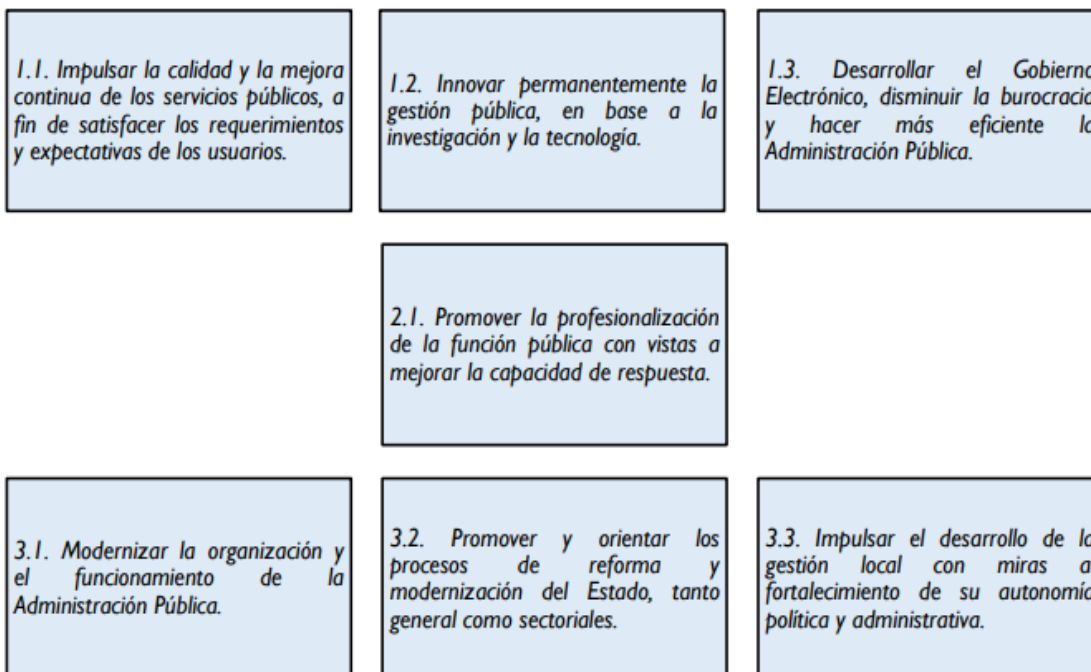 1.1. Impulsar la calidad y la mejora
continua de los servicios públicos, a
fin de satisfacer los requerimientos
y expectativas de los usuarios.
1.2. Innovar permanentemente la
gestión pública, en base a la
investigación y la tecnología.
1.3. Desarrollar el Gobierno
Electrónico, disminuir la burocracia
y hacer más eficiente la
Administración Pública.
2.1. Promover la profesionalización
de la función pública con vistas a
mejorar la capacidad de respuesta.
3.1. Modernizar la organización y
el funcionamiento de la
Administración Pública.
3.2. Promover y orientar los
procesos de reforma y
modernización del Estado, tanto
general como sectoriales.
3.3. Impulsar el desarrollo de la
gestión local con miras a
fortalecimiento de su autonomía
política y administrativa.